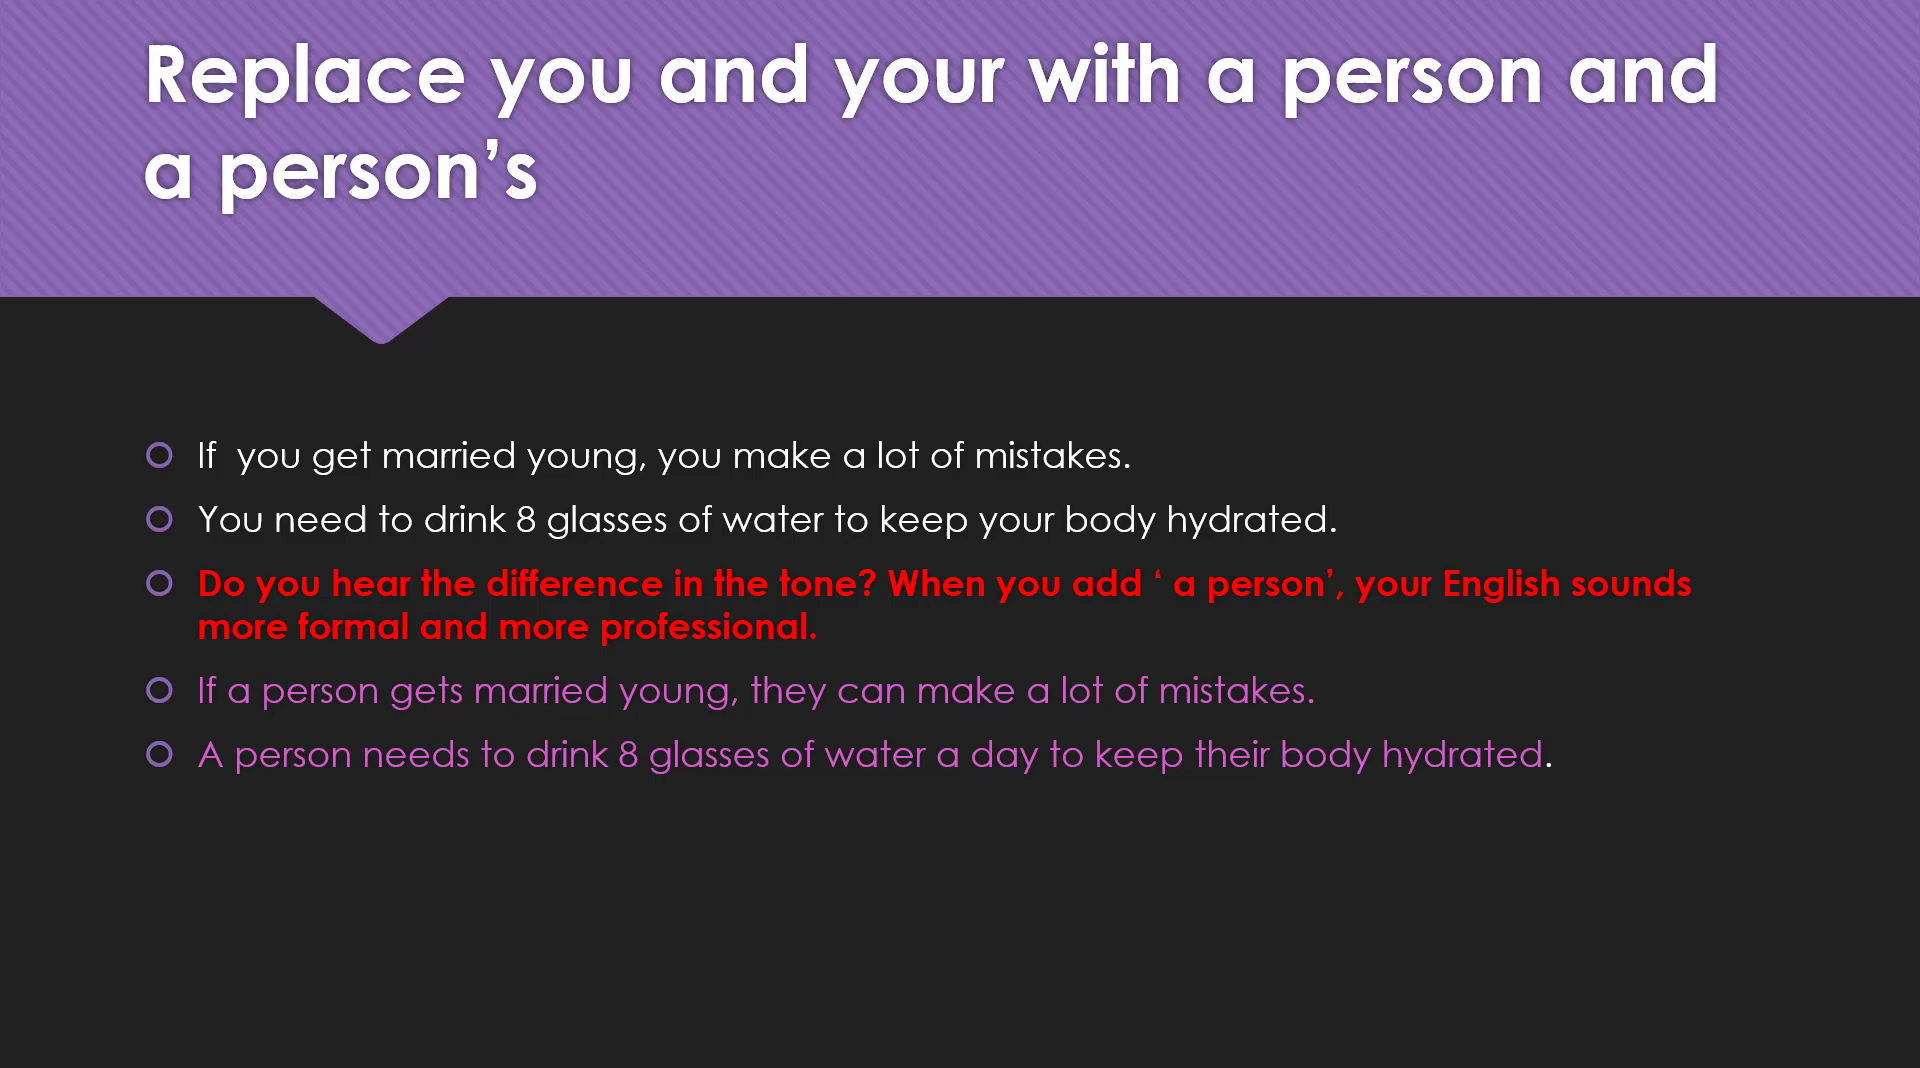 Replace you and your with a person and
a person’s
If  you get married young, you make a lot of mistakes.
You need to drink 8 glasses of water to keep your body hydrated.
Do you hear the difference in the tone? When you add ‘ a person’, your English sounds
more formal and more professional.
If a person gets married young, they can make a lot of mistakes.
A person needs to drink 8 glasses of water a day to keep their body hydrated.